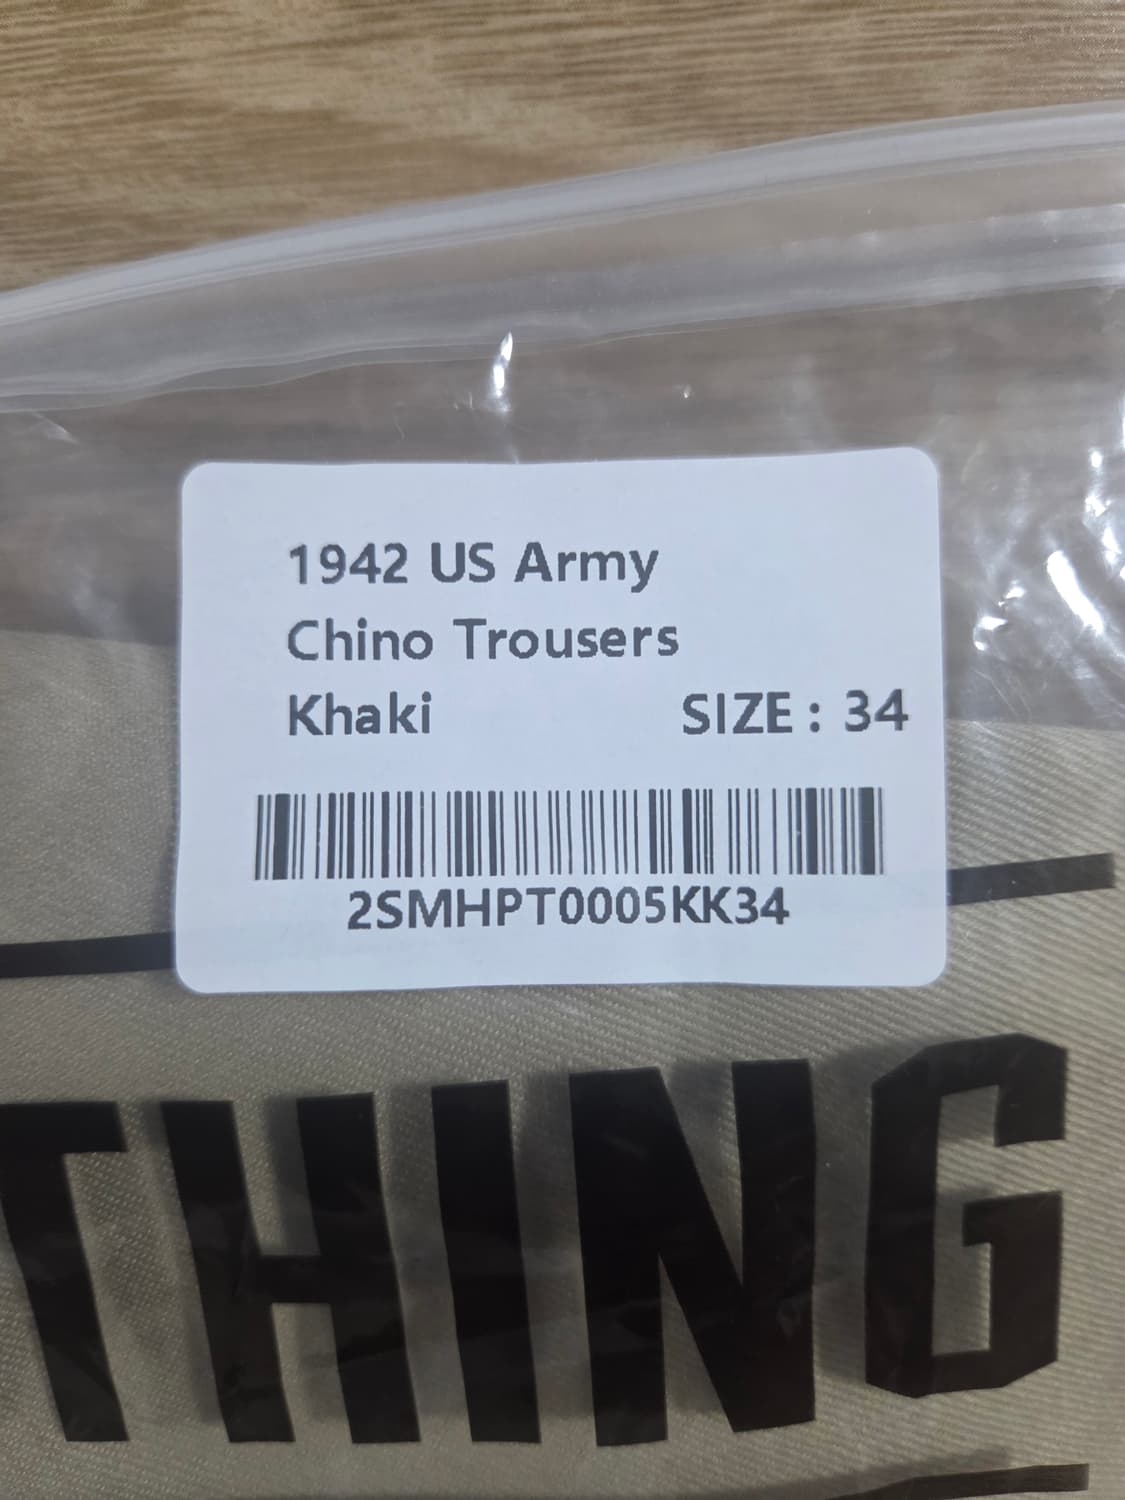 1942 US Army
Chino Trousers
Khaki SIZE : 34
2SMHPT0005KK34
THING